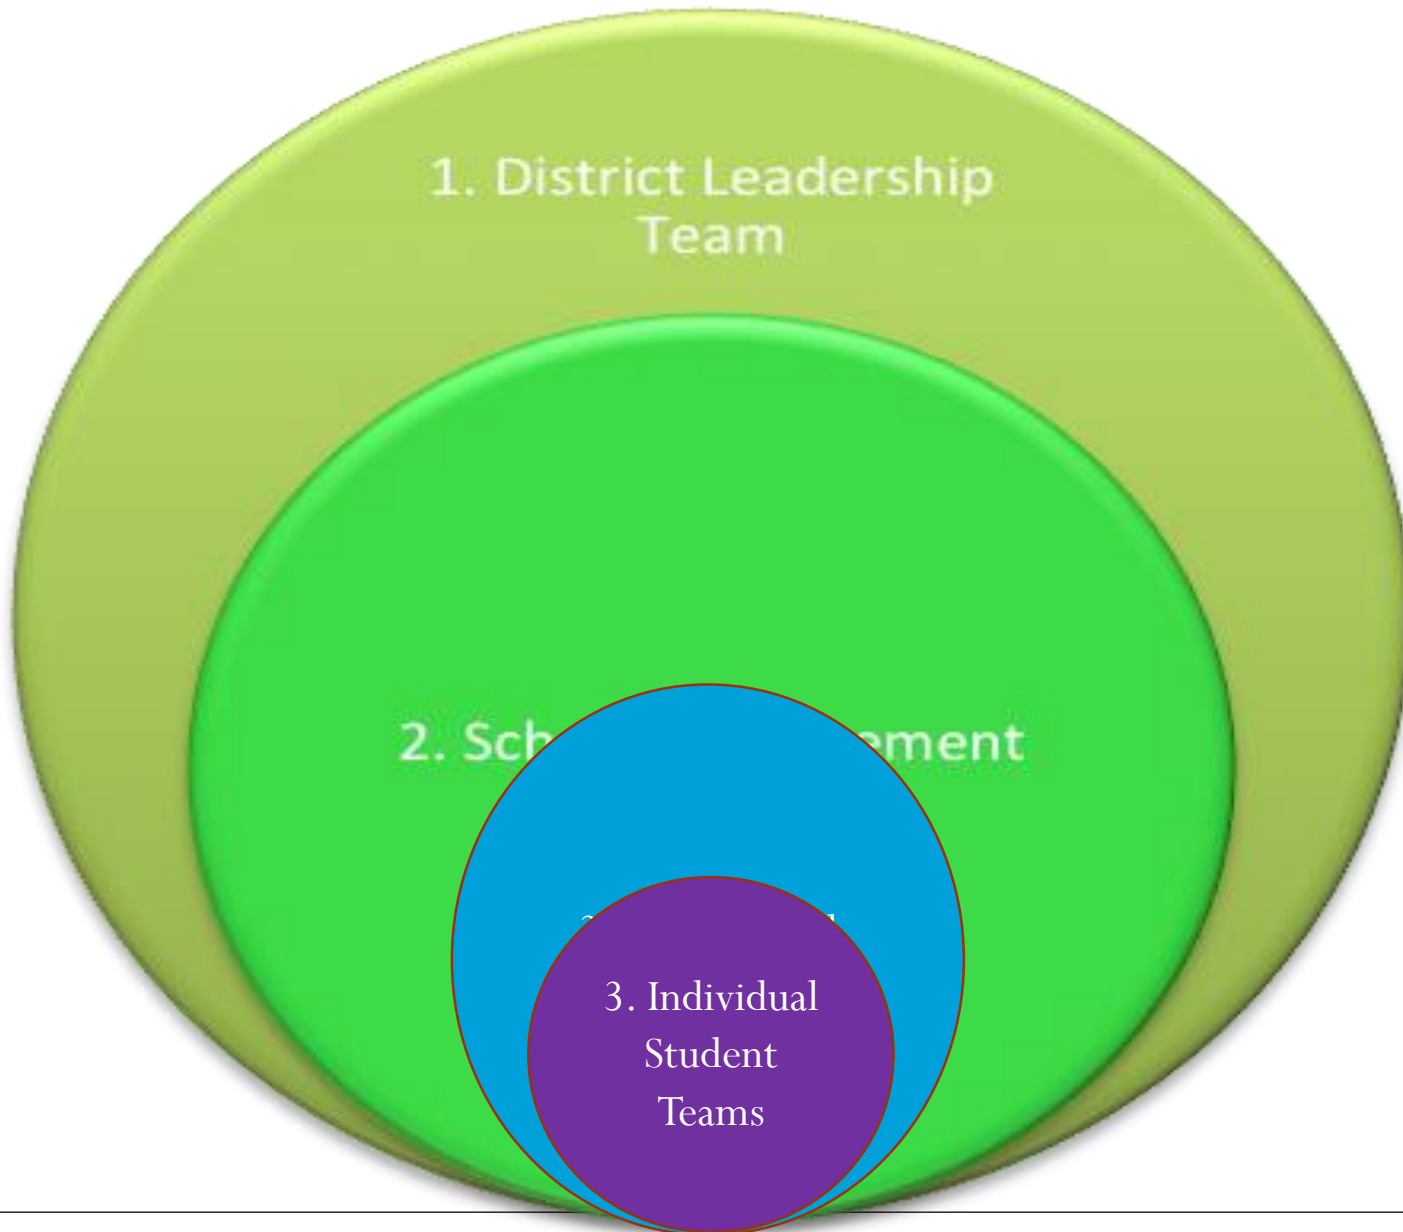 1. District Leadership
Team
2. Sch ement
3. Individual
Student
Teams